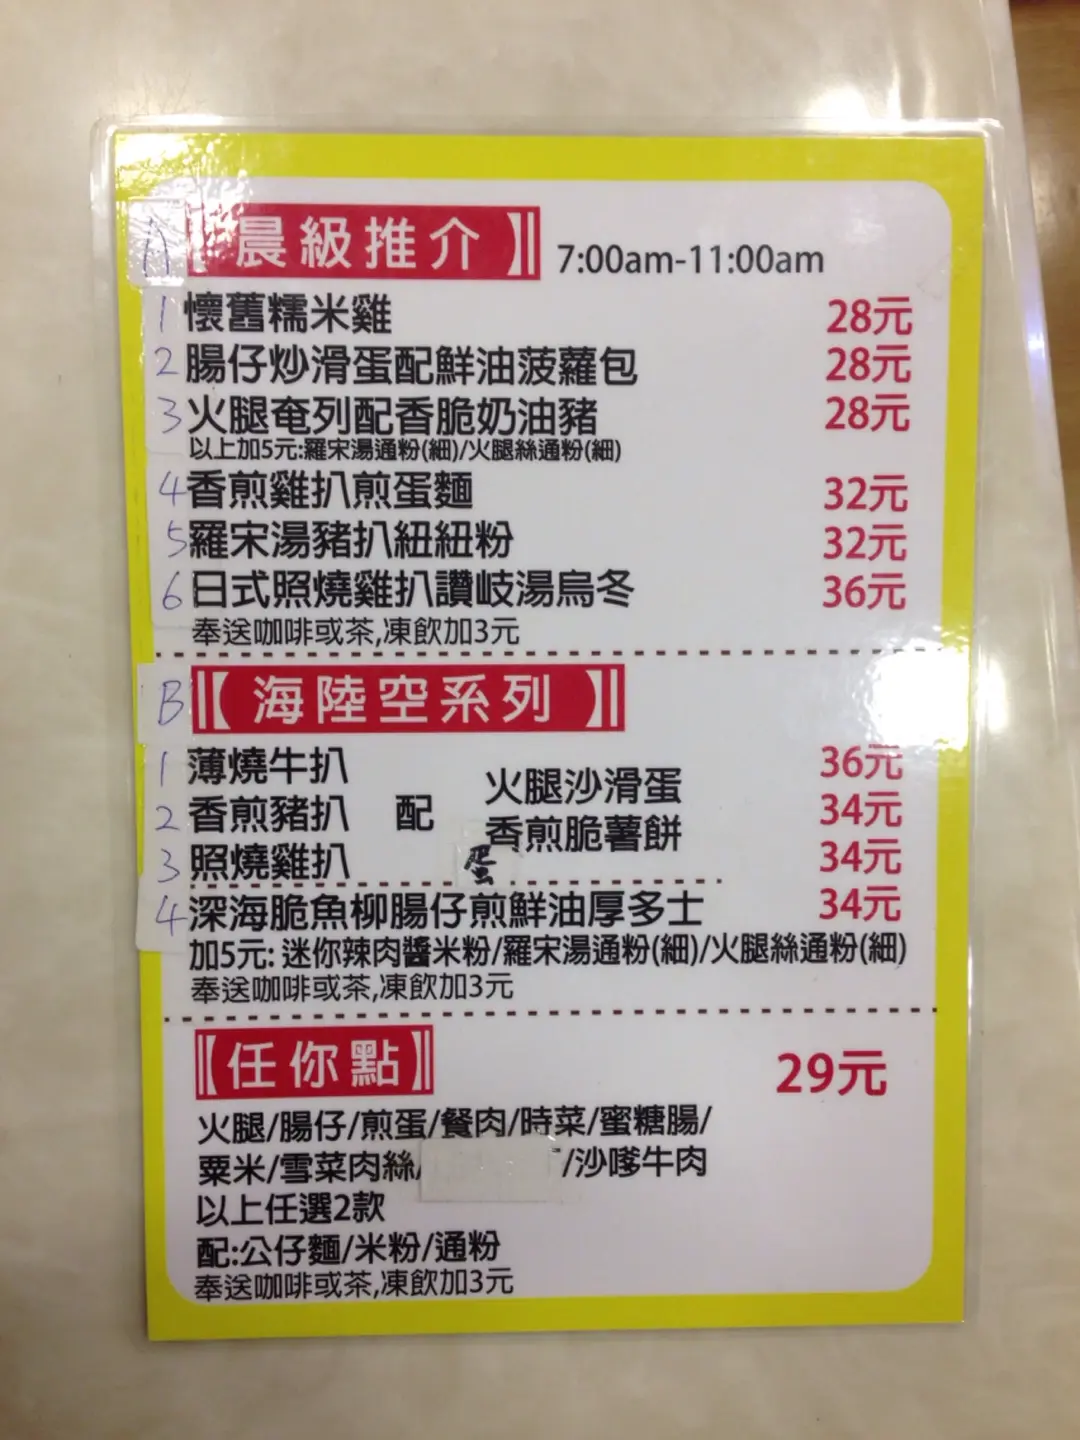 A 【晨級推介】 7:00am-11:00am
1 懷舊糯米雞 28元
2 腸仔炒滑蛋配鮮油菠蘿包 28元
3 火腿奄列配香脆奶油豬 28元
以上加5元:羅宋湯通粉(細)/火腿絲通粉(細)
4 香煎雞扒煎蛋麵 32元
5 羅宋湯豬扒紐紐粉 32元
6 日式照燒雞扒讚岐湯烏冬 36元
奉送咖啡或茶,凍飲加3元
B 【海陸空系列】
1 薄燒牛扒 36元
火腿沙滑蛋
2 香煎豬扒 配 34元
香煎脆薯餅
3 照燒雞扒 蛋 34元
4 深海脆魚柳腸仔煎鮮油厚多士 34元
加5元: 迷你辣肉醬米粉/羅宋湯通粉(細)/火腿絲通粉(細)
奉送咖啡或茶,凍飲加3元
【任你點】 29元
火腿/腸仔/煎蛋/餐肉/時菜/蜜糖腸/
粟米/雪菜肉絲/ /沙嗲牛肉
以上任選2款
配:公仔麵/米粉/通粉
奉送咖啡或茶,凍飲加3元